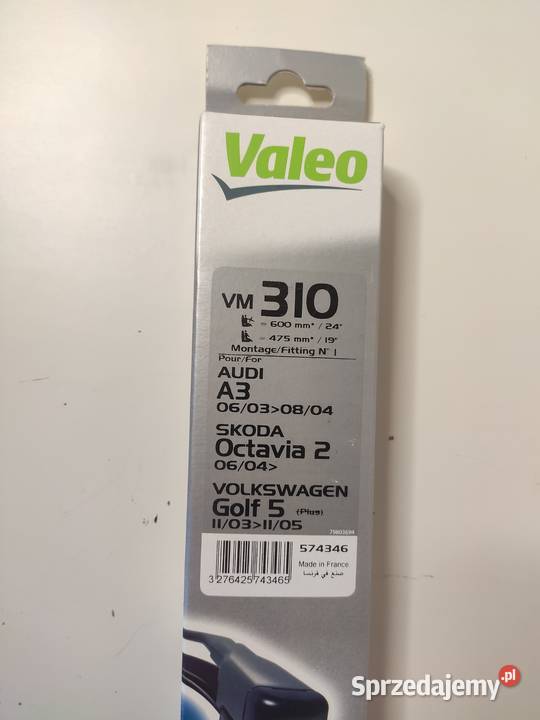 Valeo
VM 310
= 600 mm* / 24"
= 475 mm* / 19"
Montage/Fitting N° 1
Pour/For
AUDI
A3
06/03>08/04
SKODA
Octavia 2
06/04>
VOLKSWAGEN
Golf 5 (Plus)
11/03>11/05
79803694
574346
Made in France
صنع في فرنسا
3 276425 743465
Sprzedajemy.pl